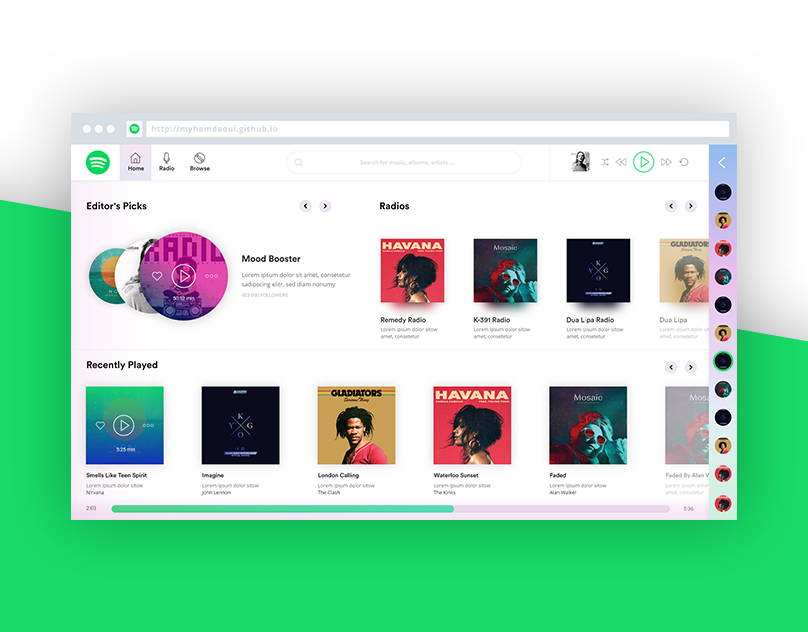 http://myhamdaoui.github.io
Home
Radio
Browse
Search for music, albums, artists ...
Editor's Picks
Radios
RADIO
50:12 min
Mood Booster
Lorem ipsum dolor sit amet, consetetur
sadipscing elitr, sed diam nonumy
403 000 FOLLOWERS
HAVANA
Remedy Radio
Lorem ipsum dolor sitow
amet, consetetur
Mosaic
K-391 Radio
Lorem ipsum dolor sitow
amet, consetetur
K
Y G
O
Dua Lipa Radio
Lorem ipsum dolor sitow
amet, consetetur
GLADIATORS
Dua Lipa
Lorem ipsum dolor
amet, consetetur
Recently Played
5:25 min
Smells Like Teen Spirit
Lorem ipsum dolor sitow
Nirvana
K
Y G
O
Imagine
Lorem ipsum dolor sitow
John Lennon
GLADIATORS
Serious Thing
London Calling
Lorem ipsum dolor sitow
The Clash
HAVANA
Waterloo Sunset
Lorem ipsum dolor sitow
The Kinks
Mosaic
Faded
Lorem ipsum dolor sitow
Alan Walker
Mosai
Faded By Alan W
Lorem ipsum dolor
amet, consetetur
2:03
5:36